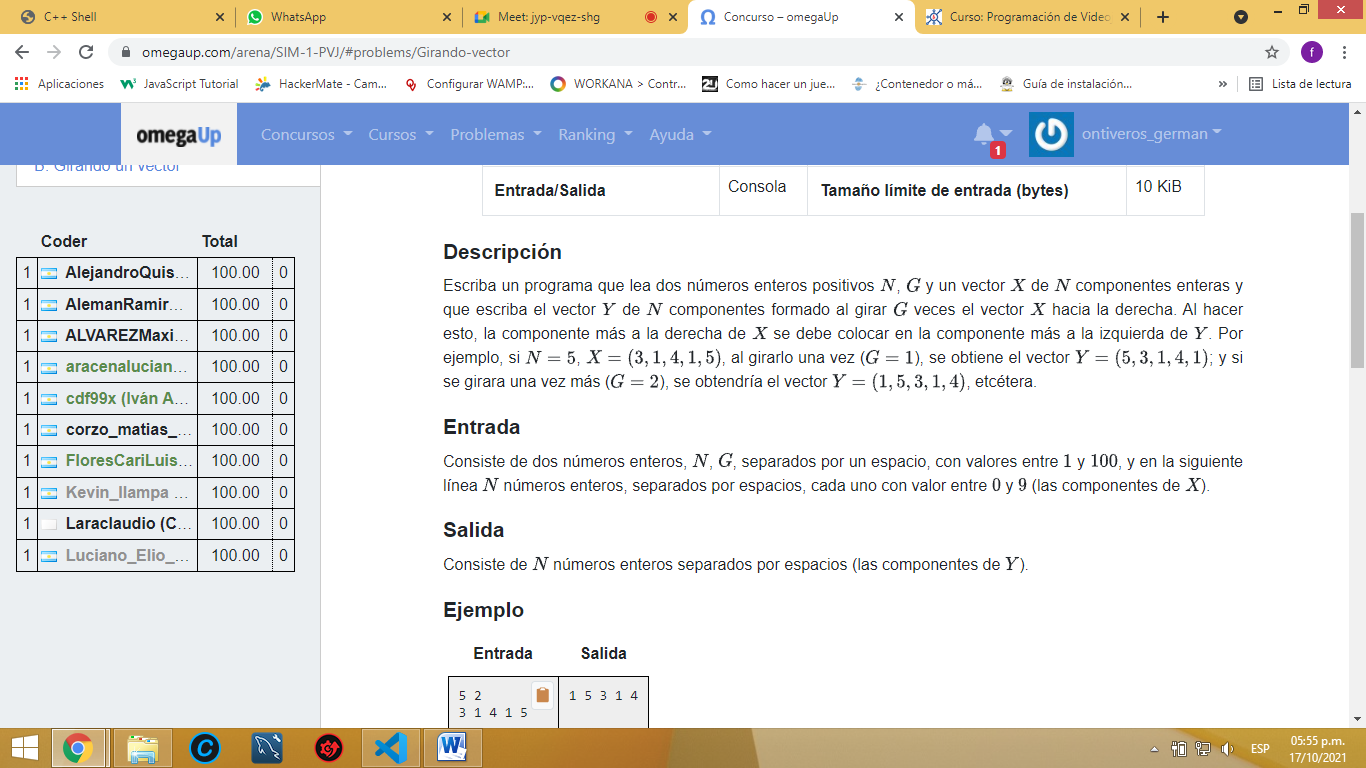 C++ Shell
WhatsApp
Meet: jyp-vqez-shg
Concurso – omegaUp
Curso: Programación de Video
omegaup.com/arena/SIM-1-PVJ/#problems/Girando-vector
f
Aplicaciones
JavaScript Tutorial
HackerMate - Cam...
Configurar WAMP:...
WORKANA > Contr...
Como hacer un jue...
¿Contenedor o má...
Guía de instalación...
»
Lista de lectura
omegaUp
Concursos
Cursos
Problemas
Ranking
Ayuda
1
ontiveros_german
B. Girando un vector
Entrada/Salida Consola Tamaño límite de entrada (bytes) 10 KiB
Coder Total
1 AlejandroQuis... 100.00 0
1 AlemanRamir... 100.00 0
1 ALVAREZMaxi... 100.00 0
1 aracenalucian... 100.00 0
1 cdf99x (Iván A... 100.00 0
1 corzo_matias_... 100.00 0
1 FloresCariLuis... 100.00 0
1 Kevin_llampa ... 100.00 0
1 Laraclaudio (C... 100.00 0
1 Luciano_Elio_... 100.00 0
Descripción
Escriba un programa que lea dos números enteros positivos N, G y un vector X de N componentes enteras y
que escriba el vector Y de N componentes formado al girar G veces el vector X hacia la derecha. Al hacer
esto, la componente más a la derecha de X se debe colocar en la componente más a la izquierda de Y. Por
ejemplo, si N = 5, X = (3, 1, 4, 1, 5), al girarlo una vez (G = 1), se obtiene el vector Y = (5, 3, 1, 4, 1); y si
se girara una vez más (G = 2), se obtendría el vector Y = (1, 5, 3, 1, 4), etcétera.
Entrada
Consiste de dos números enteros, N, G, separados por un espacio, con valores entre 1 y 100, y en la siguiente
línea N números enteros, separados por espacios, cada uno con valor entre 0 y 9 (las componentes de X).
Salida
Consiste de N números enteros separados por espacios (las componentes de Y).
Ejemplo
Entrada Salida
5 2
3 1 4 1 5
1 5 3 1 4
ESP
05:55 p.m.
17/10/2021